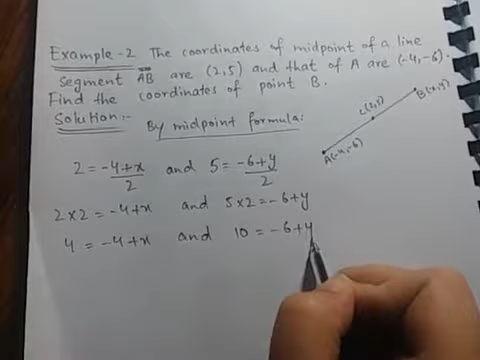 Example-2 The coordinates of midpoint of a line
segment AB are (2,5) and that of A are (-4,-6).
Find the coordinates of point B.
Solution:-
By midpoint formula:
B(x,y)
C(2,5)
A(-4,-6)
2 = -4+x/2 and 5 = -6+y/2
2×2 = -4+x and 5×2 = -6+y
4 = -4+x and 10 = -6+y